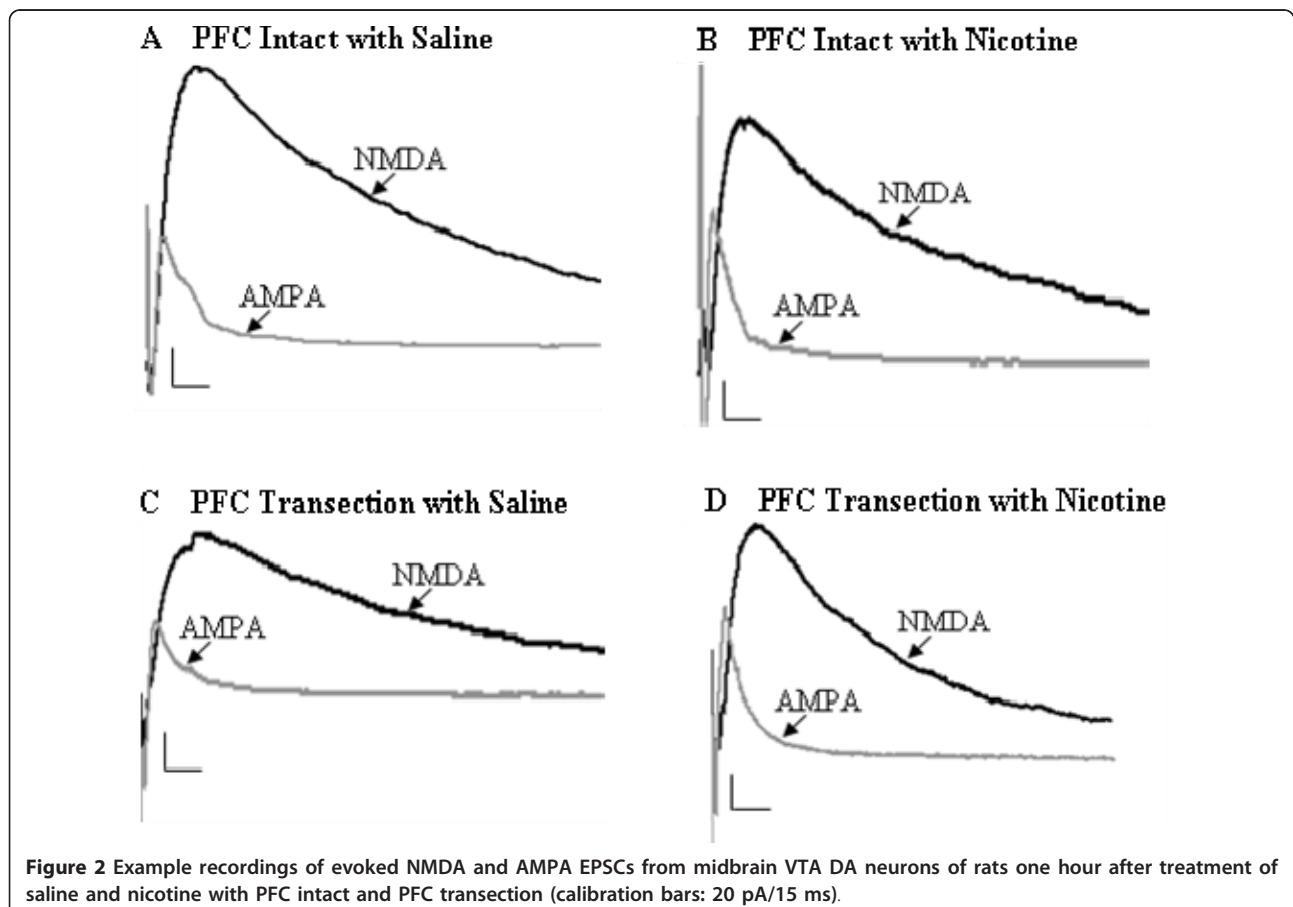 A PFC Intact with Saline
NMDA
AMPA
B PFC Intact with Nicotine
NMDA
AMPA
C PFC Transection with Saline
NMDA
AMPA
D PFC Transection with Nicotine
NMDA
AMPA
Figure 2 Example recordings of evoked NMDA and AMPA EPSCs from midbrain VTA DA neurons of rats one hour after treatment of
saline and nicotine with PFC intact and PFC transection (calibration bars: 20 pA/15 ms).